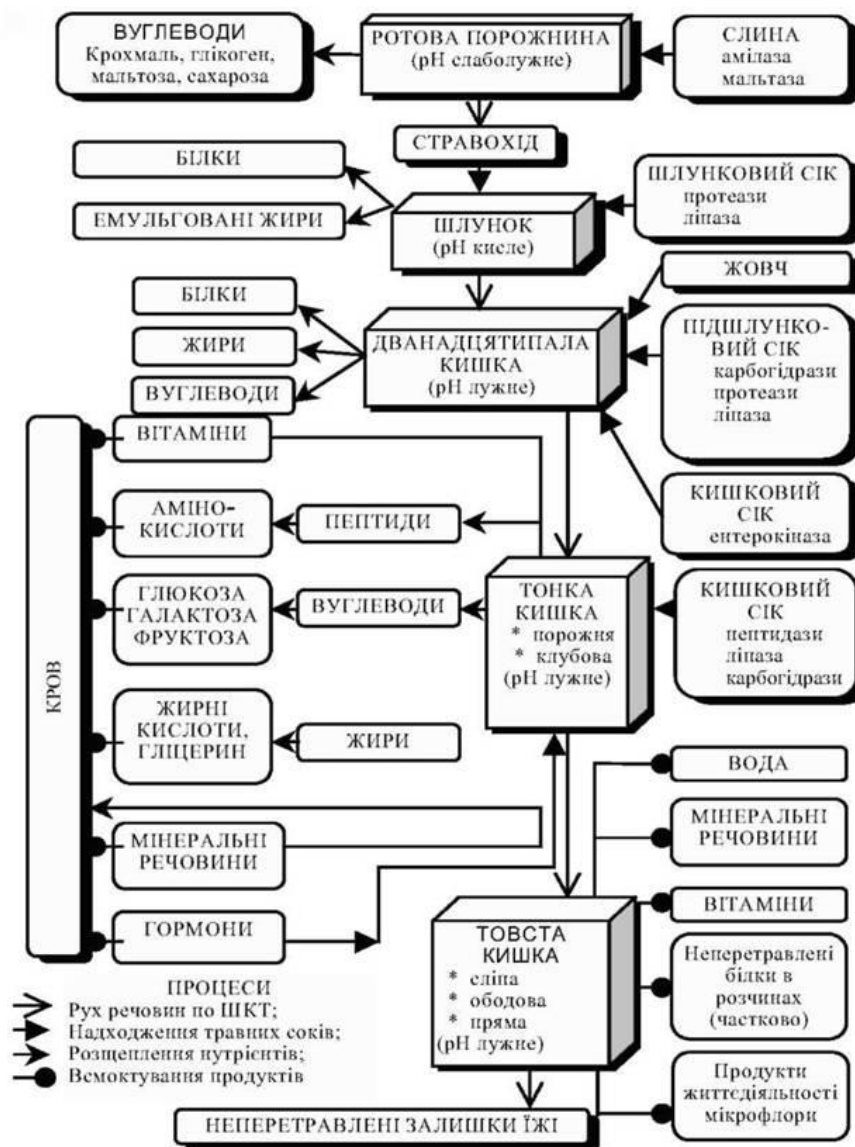 ВУГЛЕВОДИ
Крохмаль, глікоген,
мальтоза, сахароза
РОТОВА ПОРОЖНИНА
(pH слаболужне)
СЛИНА
амілаза
мальтаза
СТРАВОХІД
БІЛКИ
ЕМУЛЬГОВАНІ ЖИРИ
ШЛУНОК
(pH кисле)
ШЛУНКОВИЙ СІК
протеази
ліпаза
ЖОВЧ
БІЛКИ
ЖИРИ
ВУГЛЕВОДИ
ДВАНАДЦЯТИПАЛА
КИШКА
(pH лужне)
ПІДШЛУНКО-
ВИЙ СІК
карбогідрази
протеази
ліпаза
КИШКОВИЙ
СІК
ентерокіназа
КРОВ
ВІТАМІНИ
АМІНО-
КИСЛОТИ
ПЕПТИДИ
ГЛЮКОЗА
ГАЛАКТОЗА
ФРУКТОЗА
ВУГЛЕВОДИ
ТОНКА
КИШКА
* порожня
* клубова
(pH лужне)
КИШКОВИЙ
СІК
пептидази
ліпаза
карбогідрази
ЖИРНІ
КИСЛОТИ,
ГЛІЦЕРИН
ЖИРИ
МІНЕРАЛЬНІ
РЕЧОВИНИ
ГОРМОНИ
ВОДА
МІНЕРАЛЬНІ
РЕЧОВИНИ
ВІТАМІНИ
ТОВСТА
КИШКА
* сліпа
* ободова
* пряма
(pH лужне)
Неперетравлені
білки в
розчинах
(частково)
Продукти
життєдіяльності
мікрофлори
НЕПЕРЕТРАВЛЕНІ ЗАЛИШКИ ЇЖІ
ПРОЦЕСИ
Рух речовин по ШКТ;
Надходження травних соків;
Розщеплення нутрієнтів;
Всмоктування продуктів